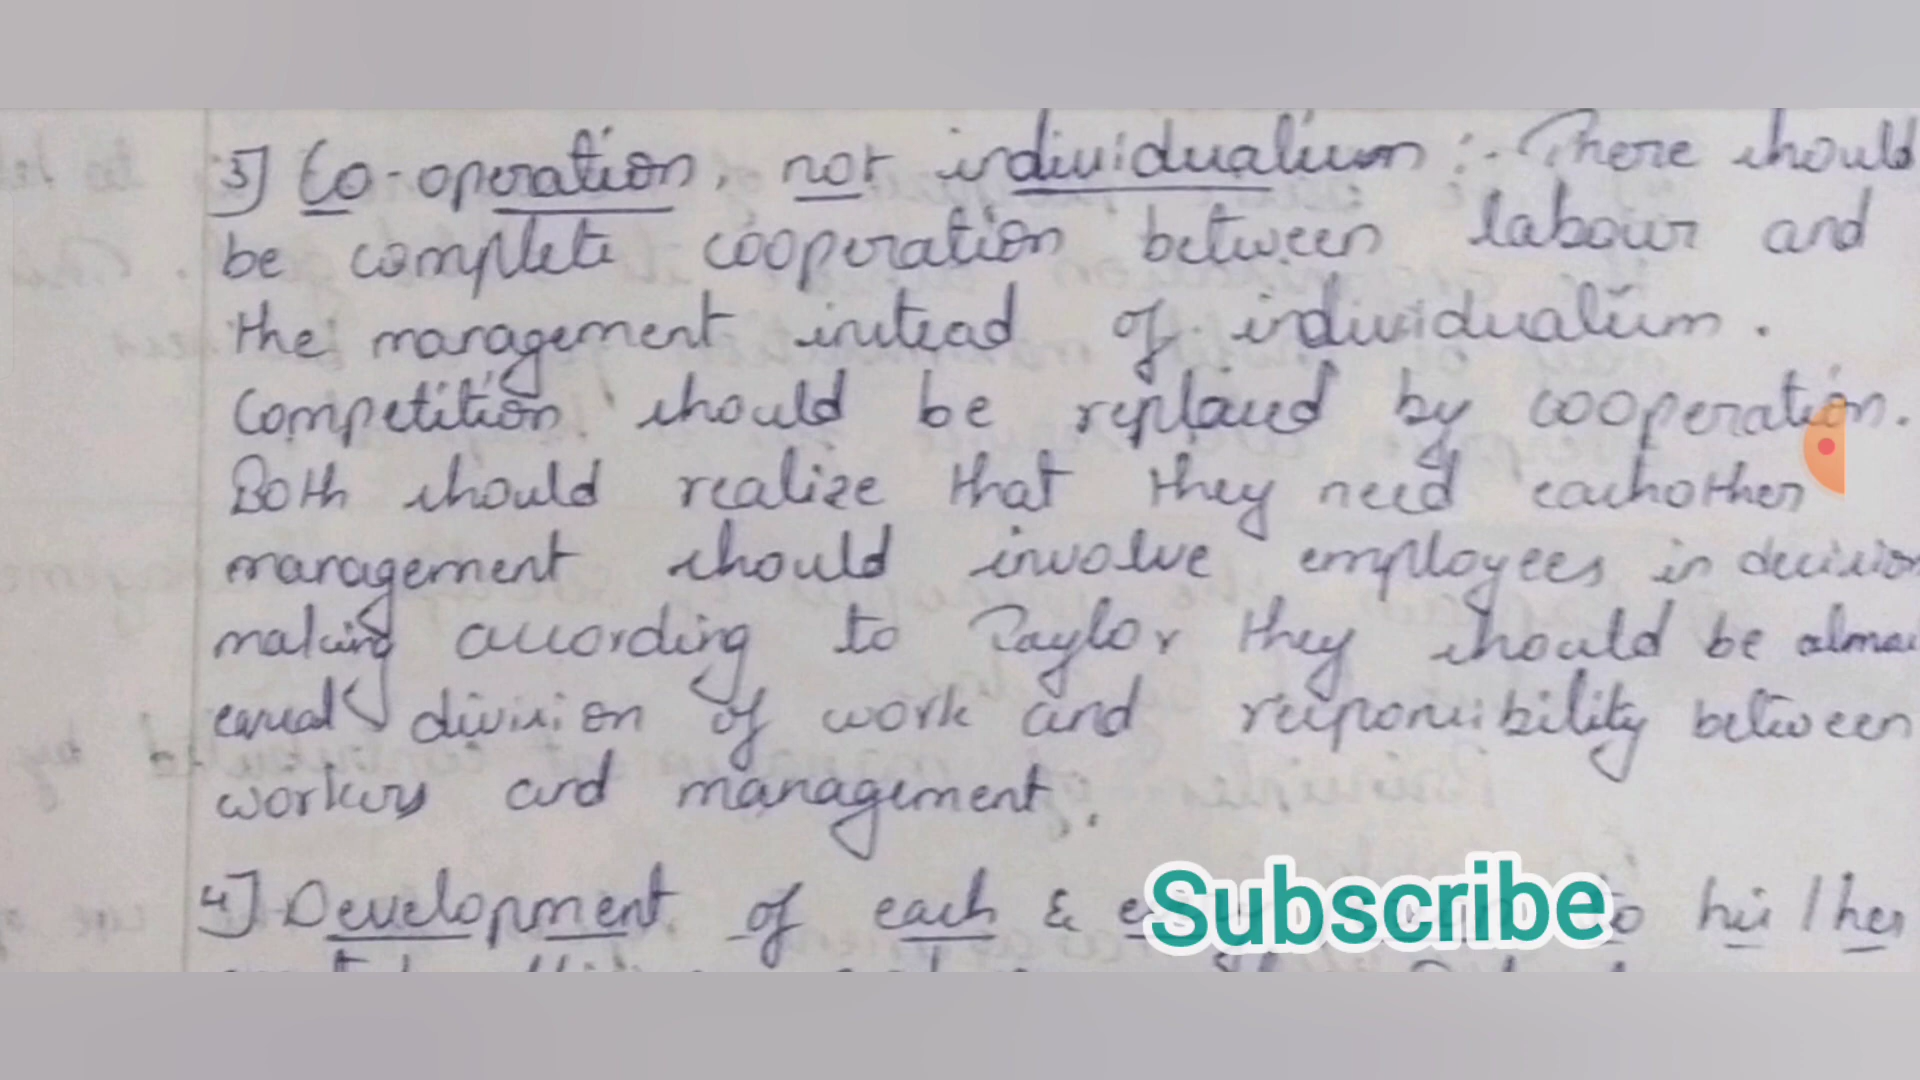 3] Co-operation, not individualism :- There should
be complete cooperation between labour and
the management instead of individualism.
Competition should be replaced by cooperation.
Both should realize that they need eachother
management should involve employees in decision
making according to Taylor they should be almos
equal division of work and responsibility between
workers and management.
4] Development of each & to his/her
Subscribe